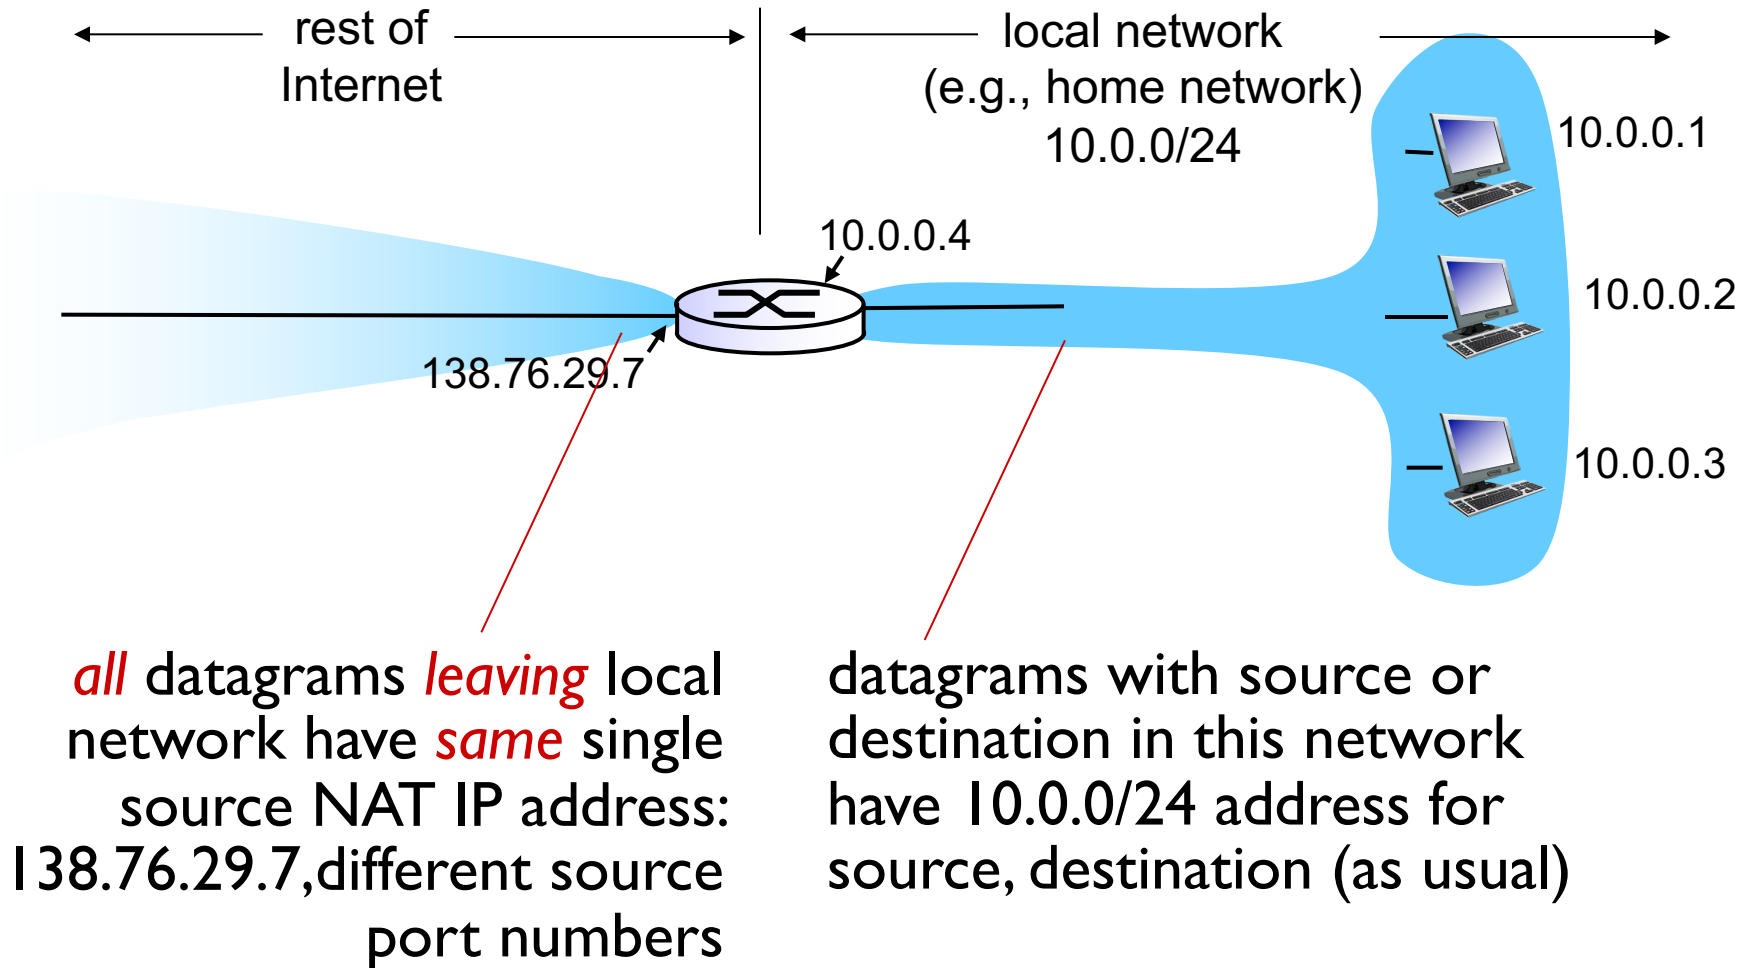 rest of
Internet
local network
(e.g., home network)
10.0.0/24
10.0.0.1
10.0.0.4
10.0.0.2
138.76.29.7
10.0.0.3
all datagrams leaving local
network have same single
source NAT IP address:
138.76.29.7,different source
port numbers
datagrams with source or
destination in this network
have 10.0.0/24 address for
source, destination (as usual)